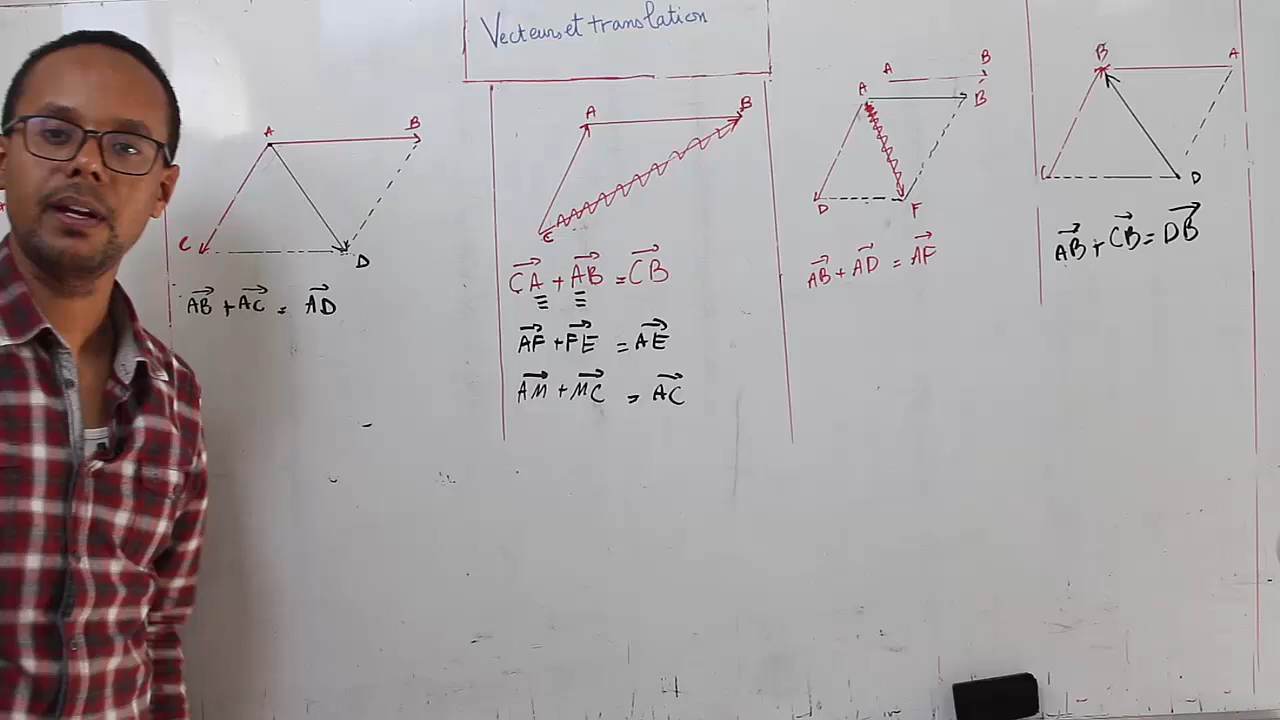 Vecteurs et translation
A B
C D
AB + AC = AD
A B
C
CA + AB = CB
AF + FE = AE
AM + MC = AC
A B
A B
D F
AB + AD = AF
B A
C D
AB + CB = DB